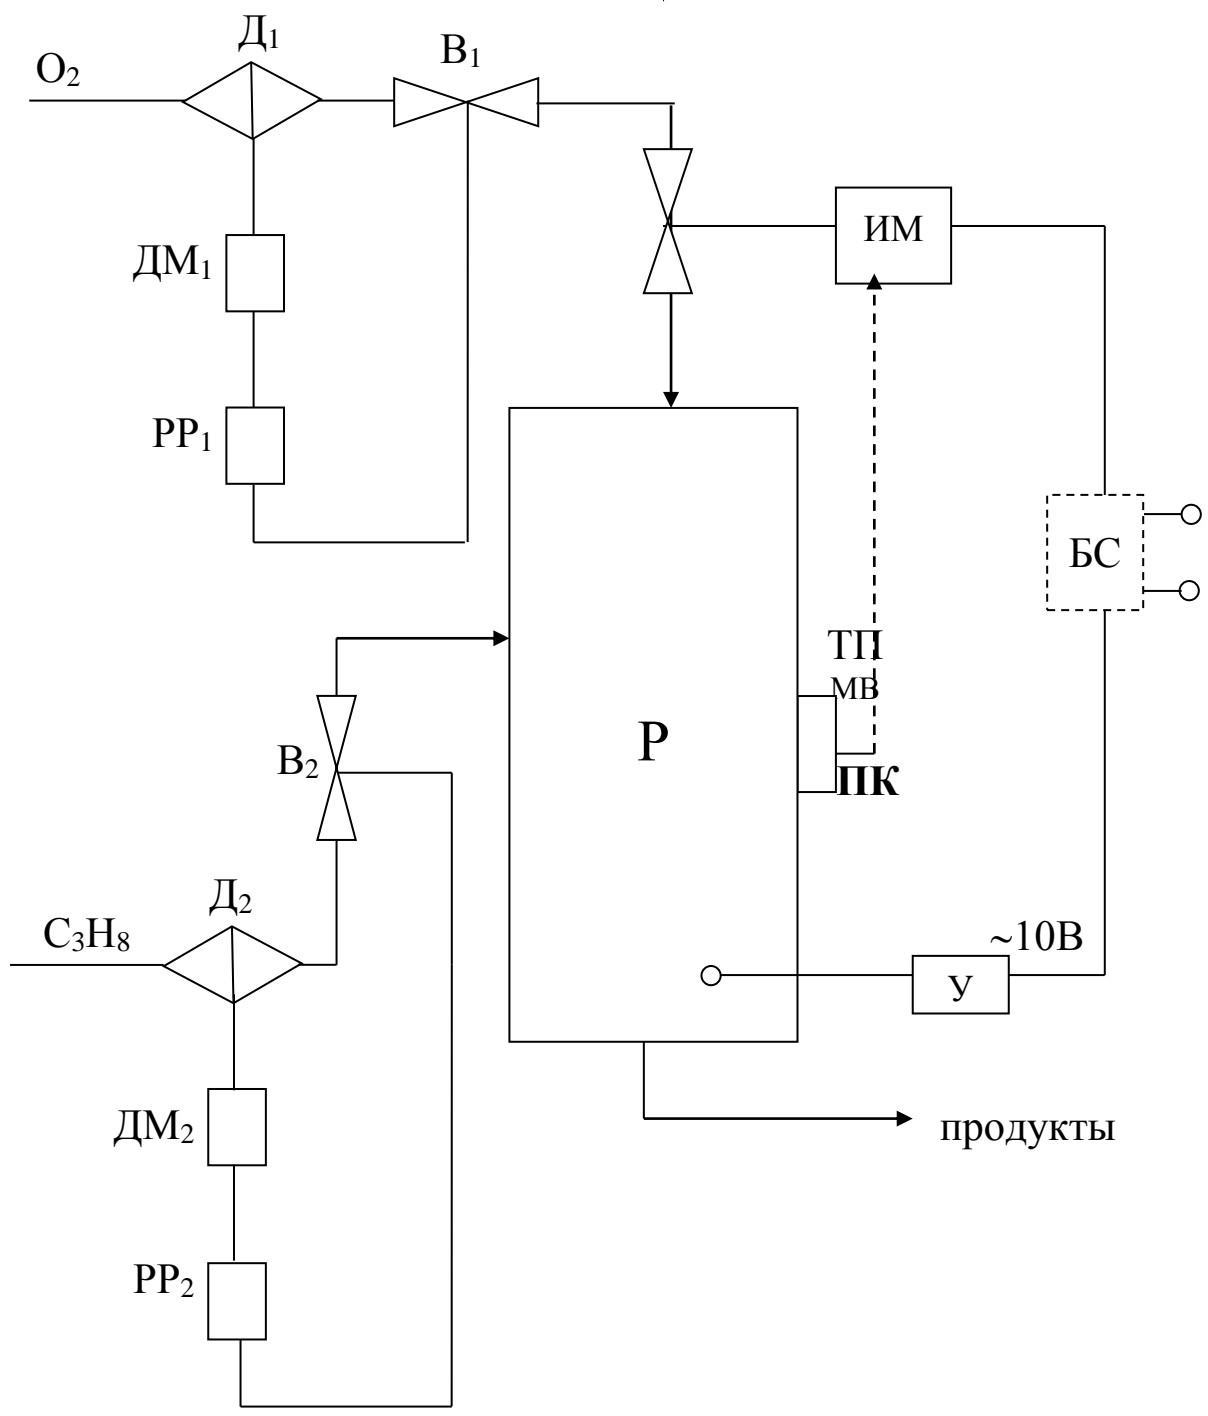 Д1
В1
О2
ИМ
ДМ1
РР1
БС
ТП
МВ
Р
В2
ПК
Д2
С3Н8
~10В
У
ДМ2
продукты
РР2